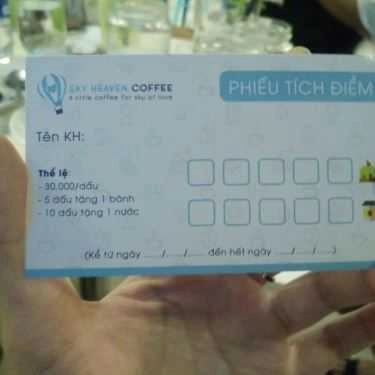 SKY HEAVEN COFFEE
a little coffee for sky of love
PHIẾU TÍCH ĐIỂM
Tên KH:
Thể lệ:
- 30.000/dấu
- 5 dấu tặng 1 bánh
- 10 dấu tặng 1 nước
(Kể từ ngày ...../...../..... đến hết ngày ...../...../.....)